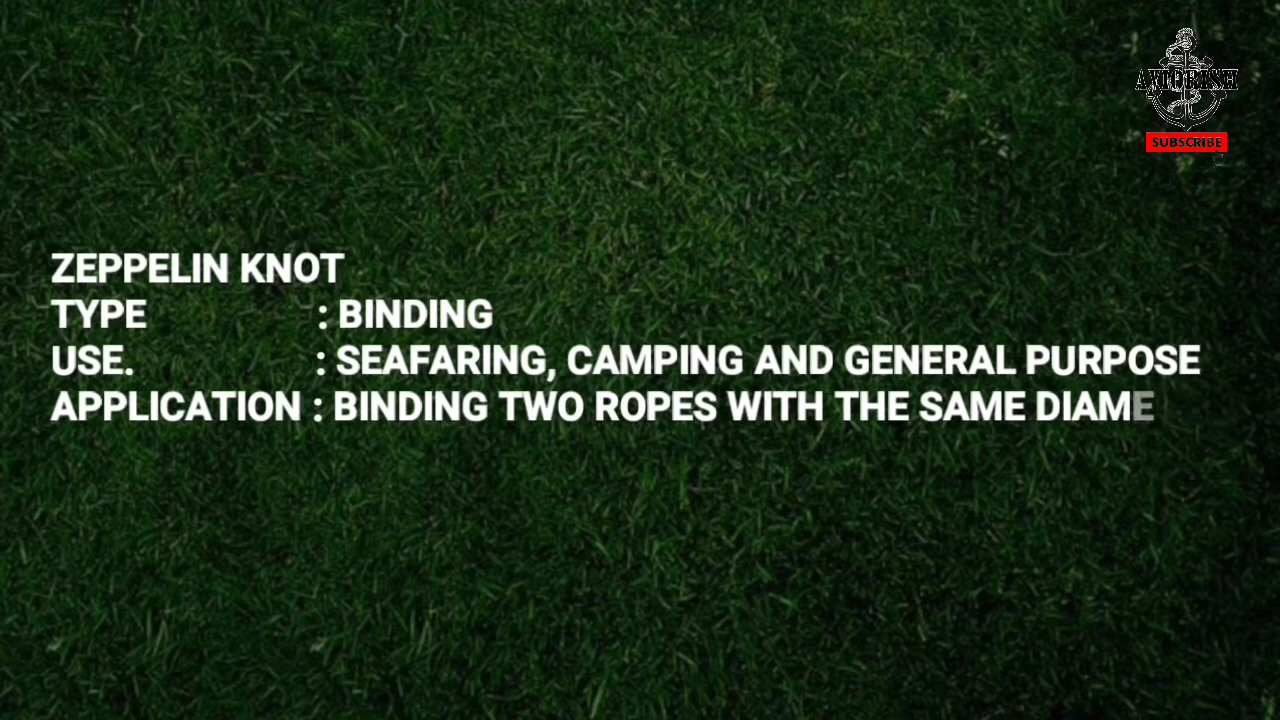 SUBSCRIBE
ZEPPELIN KNOT
TYPE : BINDING
USE. : SEAFARING, CAMPING AND GENERAL PURPOSE
APPLICATION : BINDING TWO ROPES WITH THE SAME DIAME